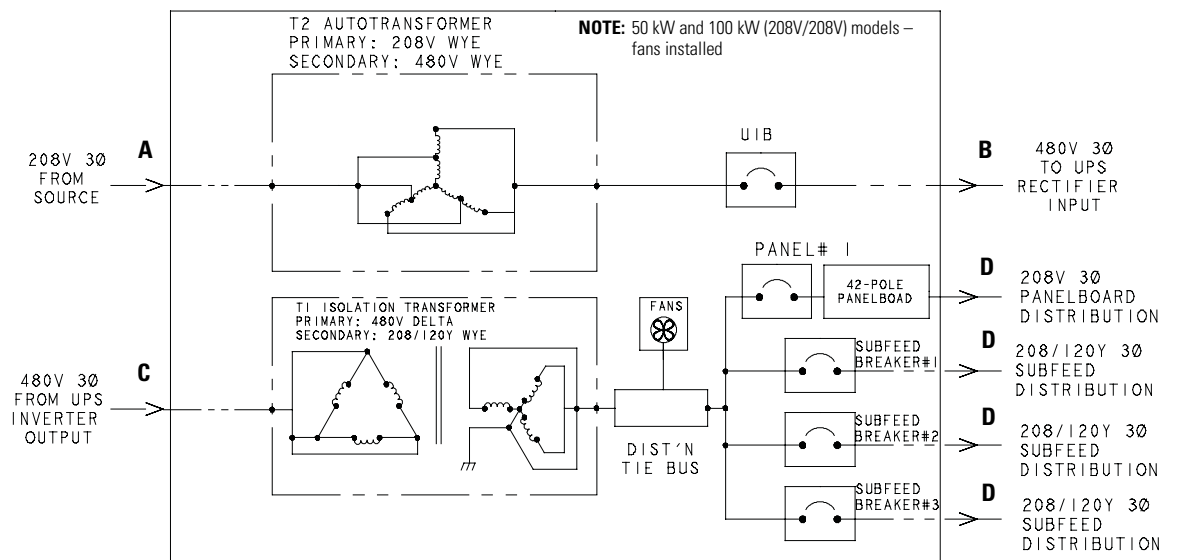 T2 AUTOTRANSFORMER
PRIMARY: 208V WYE
SECONDARY: 480V WYE
NOTE: 50 kW and 100 kW (208V/208V) models –
fans installed
208V 3Ø
FROM
SOURCE
A
UIB
B
480V 3Ø
TO UPS
RECTIFIER
INPUT
PANEL# 1
42-POLE
PANELBOAD
D
208V 3Ø
PANELBOARD
DISTRIBUTION
T1 ISOLATION TRANSFORMER
PRIMARY: 480V DELTA
SECONDARY: 208/120Y WYE
FANS
480V 3Ø
FROM UPS
INVERTER
OUTPUT
C
DIST'N
TIE BUS
SUBFEED
BREAKER#1
D
208/120Y 3Ø
SUBFEED
DISTRIBUTION
SUBFEED
BREAKER#2
D
208/120Y 3Ø
SUBFEED
DISTRIBUTION
SUBFEED
BREAKER#3
D
208/120Y 3Ø
SUBFEED
DISTRIBUTION